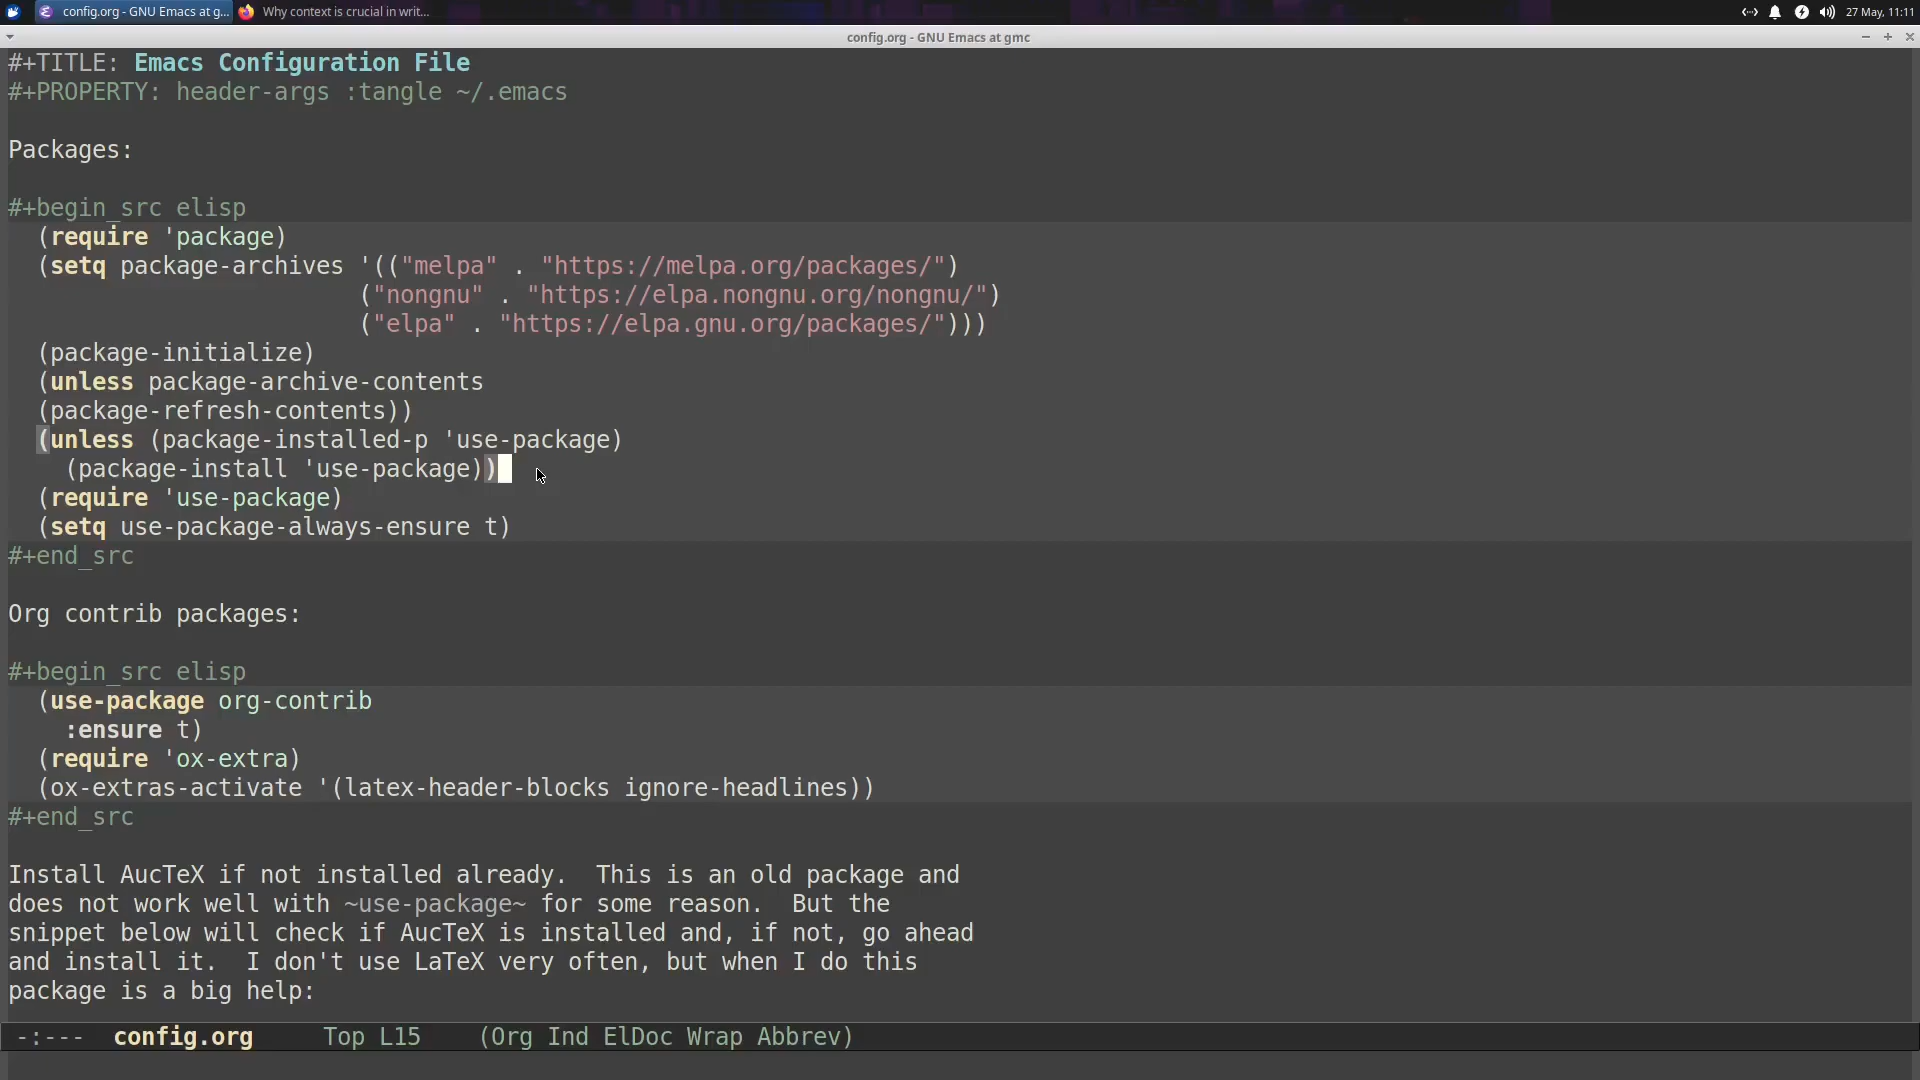 config.org - GNU Emacs at g... Why context is crucial in writ... 27 May, 11:11
config.org - GNU Emacs at gmc
#+TITLE: Emacs Configuration File
#+PROPERTY: header-args :tangle ~/.emacs
Packages:
#+begin_src elisp
(require 'package)
(setq package-archives '(("melpa" . "https://melpa.org/packages/")
("nongnu" . "https://elpa.nongnu.org/nongnu/")
("elpa" . "https://elpa.gnu.org/packages/")))
(package-initialize)
(unless package-archive-contents
(package-refresh-contents))
(unless (package-installed-p 'use-package)
(package-install 'use-package))
(require 'use-package)
(setq use-package-always-ensure t)
#+end_src
Org contrib packages:
#+begin_src elisp
(use-package org-contrib
:ensure t)
(require 'ox-extra)
(ox-extras-activate '(latex-header-blocks ignore-headlines))
#+end_src
Install AucTeX if not installed already.  This is an old package and
does not work well with ~use-package~ for some reason.  But the
snippet below will check if AucTeX is installed and, if not, go ahead
and install it.  I don't use LaTeX very often, but when I do this
package is a big help:
-:---  config.org     Top L15    (Org Ind ElDoc Wrap Abbrev)